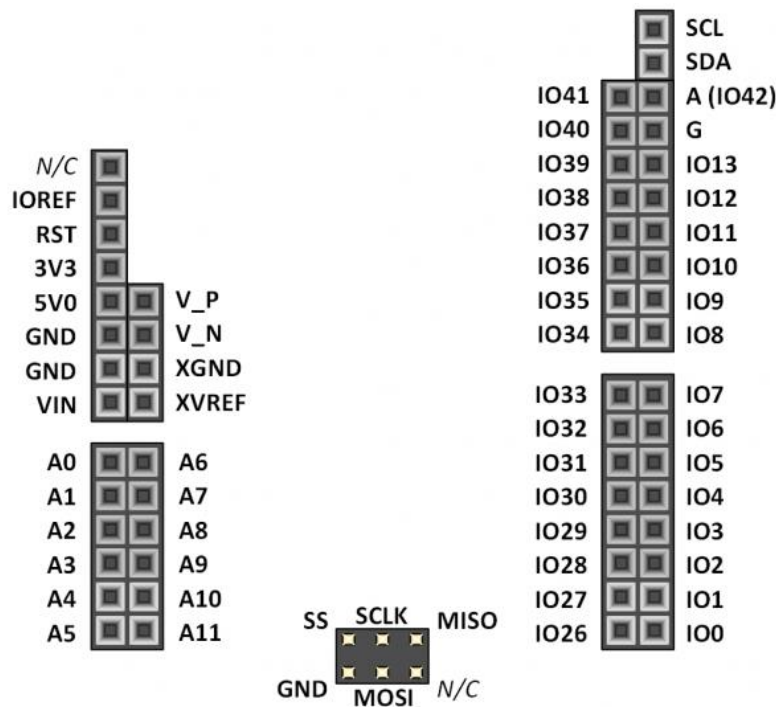 SCL
SDA
IO41 A (IO42)
IO40 G
N/C IO39 IO13
IOREF IO38 IO12
RST IO37 IO11
3V3 IO36 IO10
5V0 V_P IO35 IO9
GND V_N IO34 IO8
GND XGND
VIN XVREF IO33 IO7
IO32 IO6
A0 A6 IO31 IO5
A1 A7 IO30 IO4
A2 A8 IO29 IO3
A3 A9 IO28 IO2
A4 A10 IO27 IO1
A5 A11 IO26 IO0
SS SCLK MISO
GND MOSI N/C